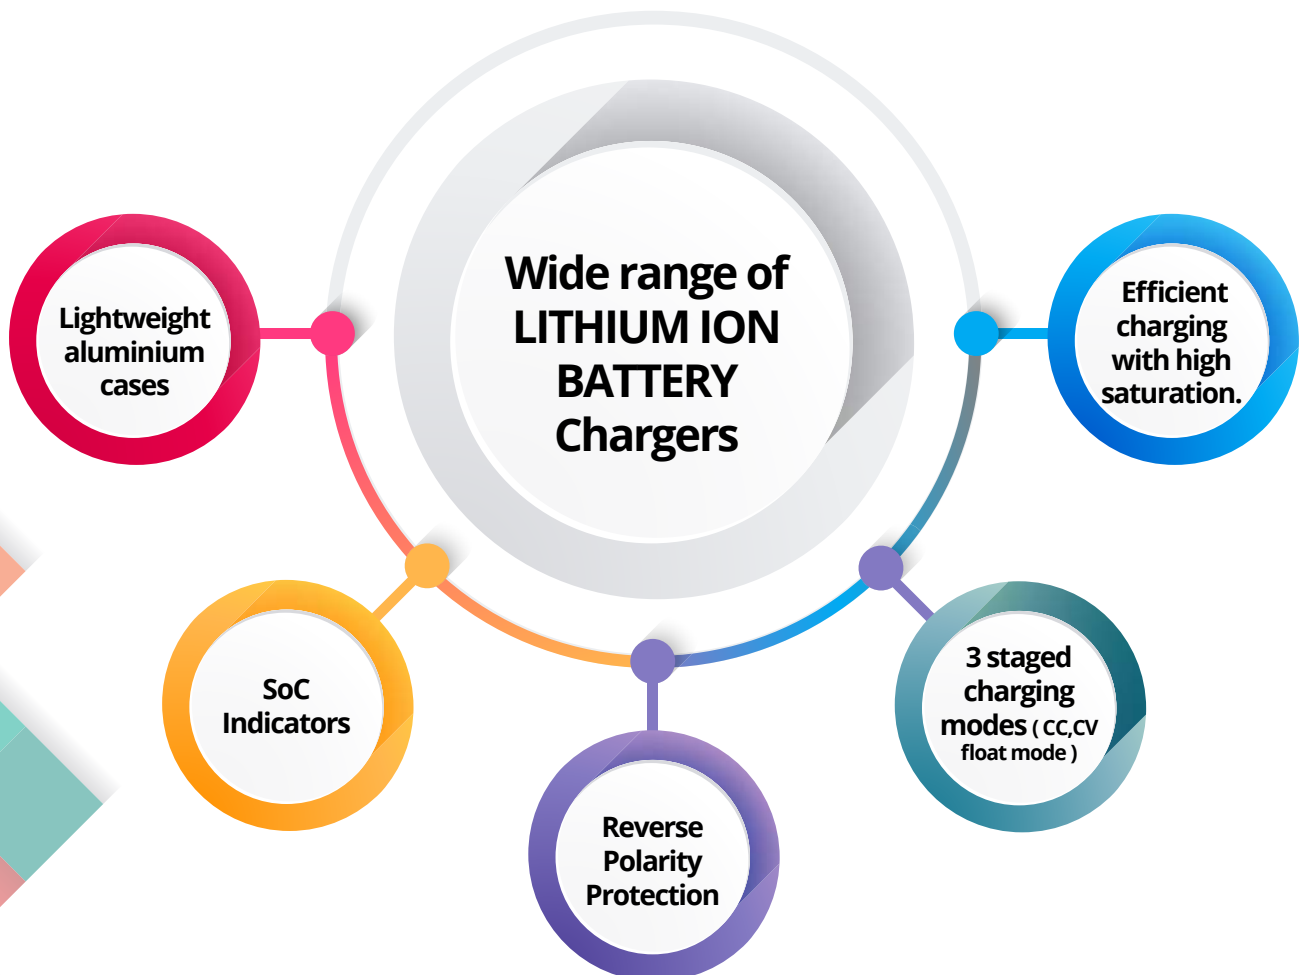 Wide range of
LITHIUM ION
BATTERY
Chargers
Lightweight
aluminium
cases
SoC
Indicators
Reverse
Polarity
Protection
3 staged
charging
modes ( CC,CV
float mode )
Efficient
charging
with high
saturation.